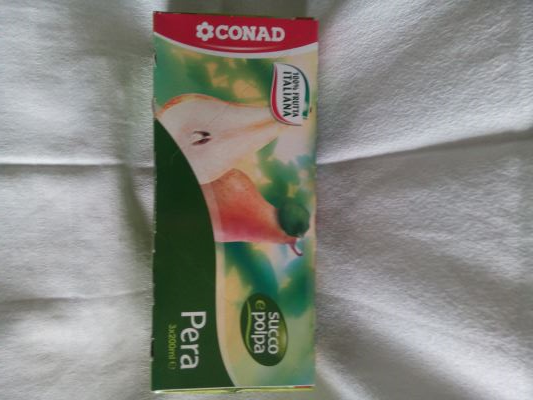 CONAD
100% FRUTTA
ITALIANA
succo
e polpa
Pera
3x200ml e